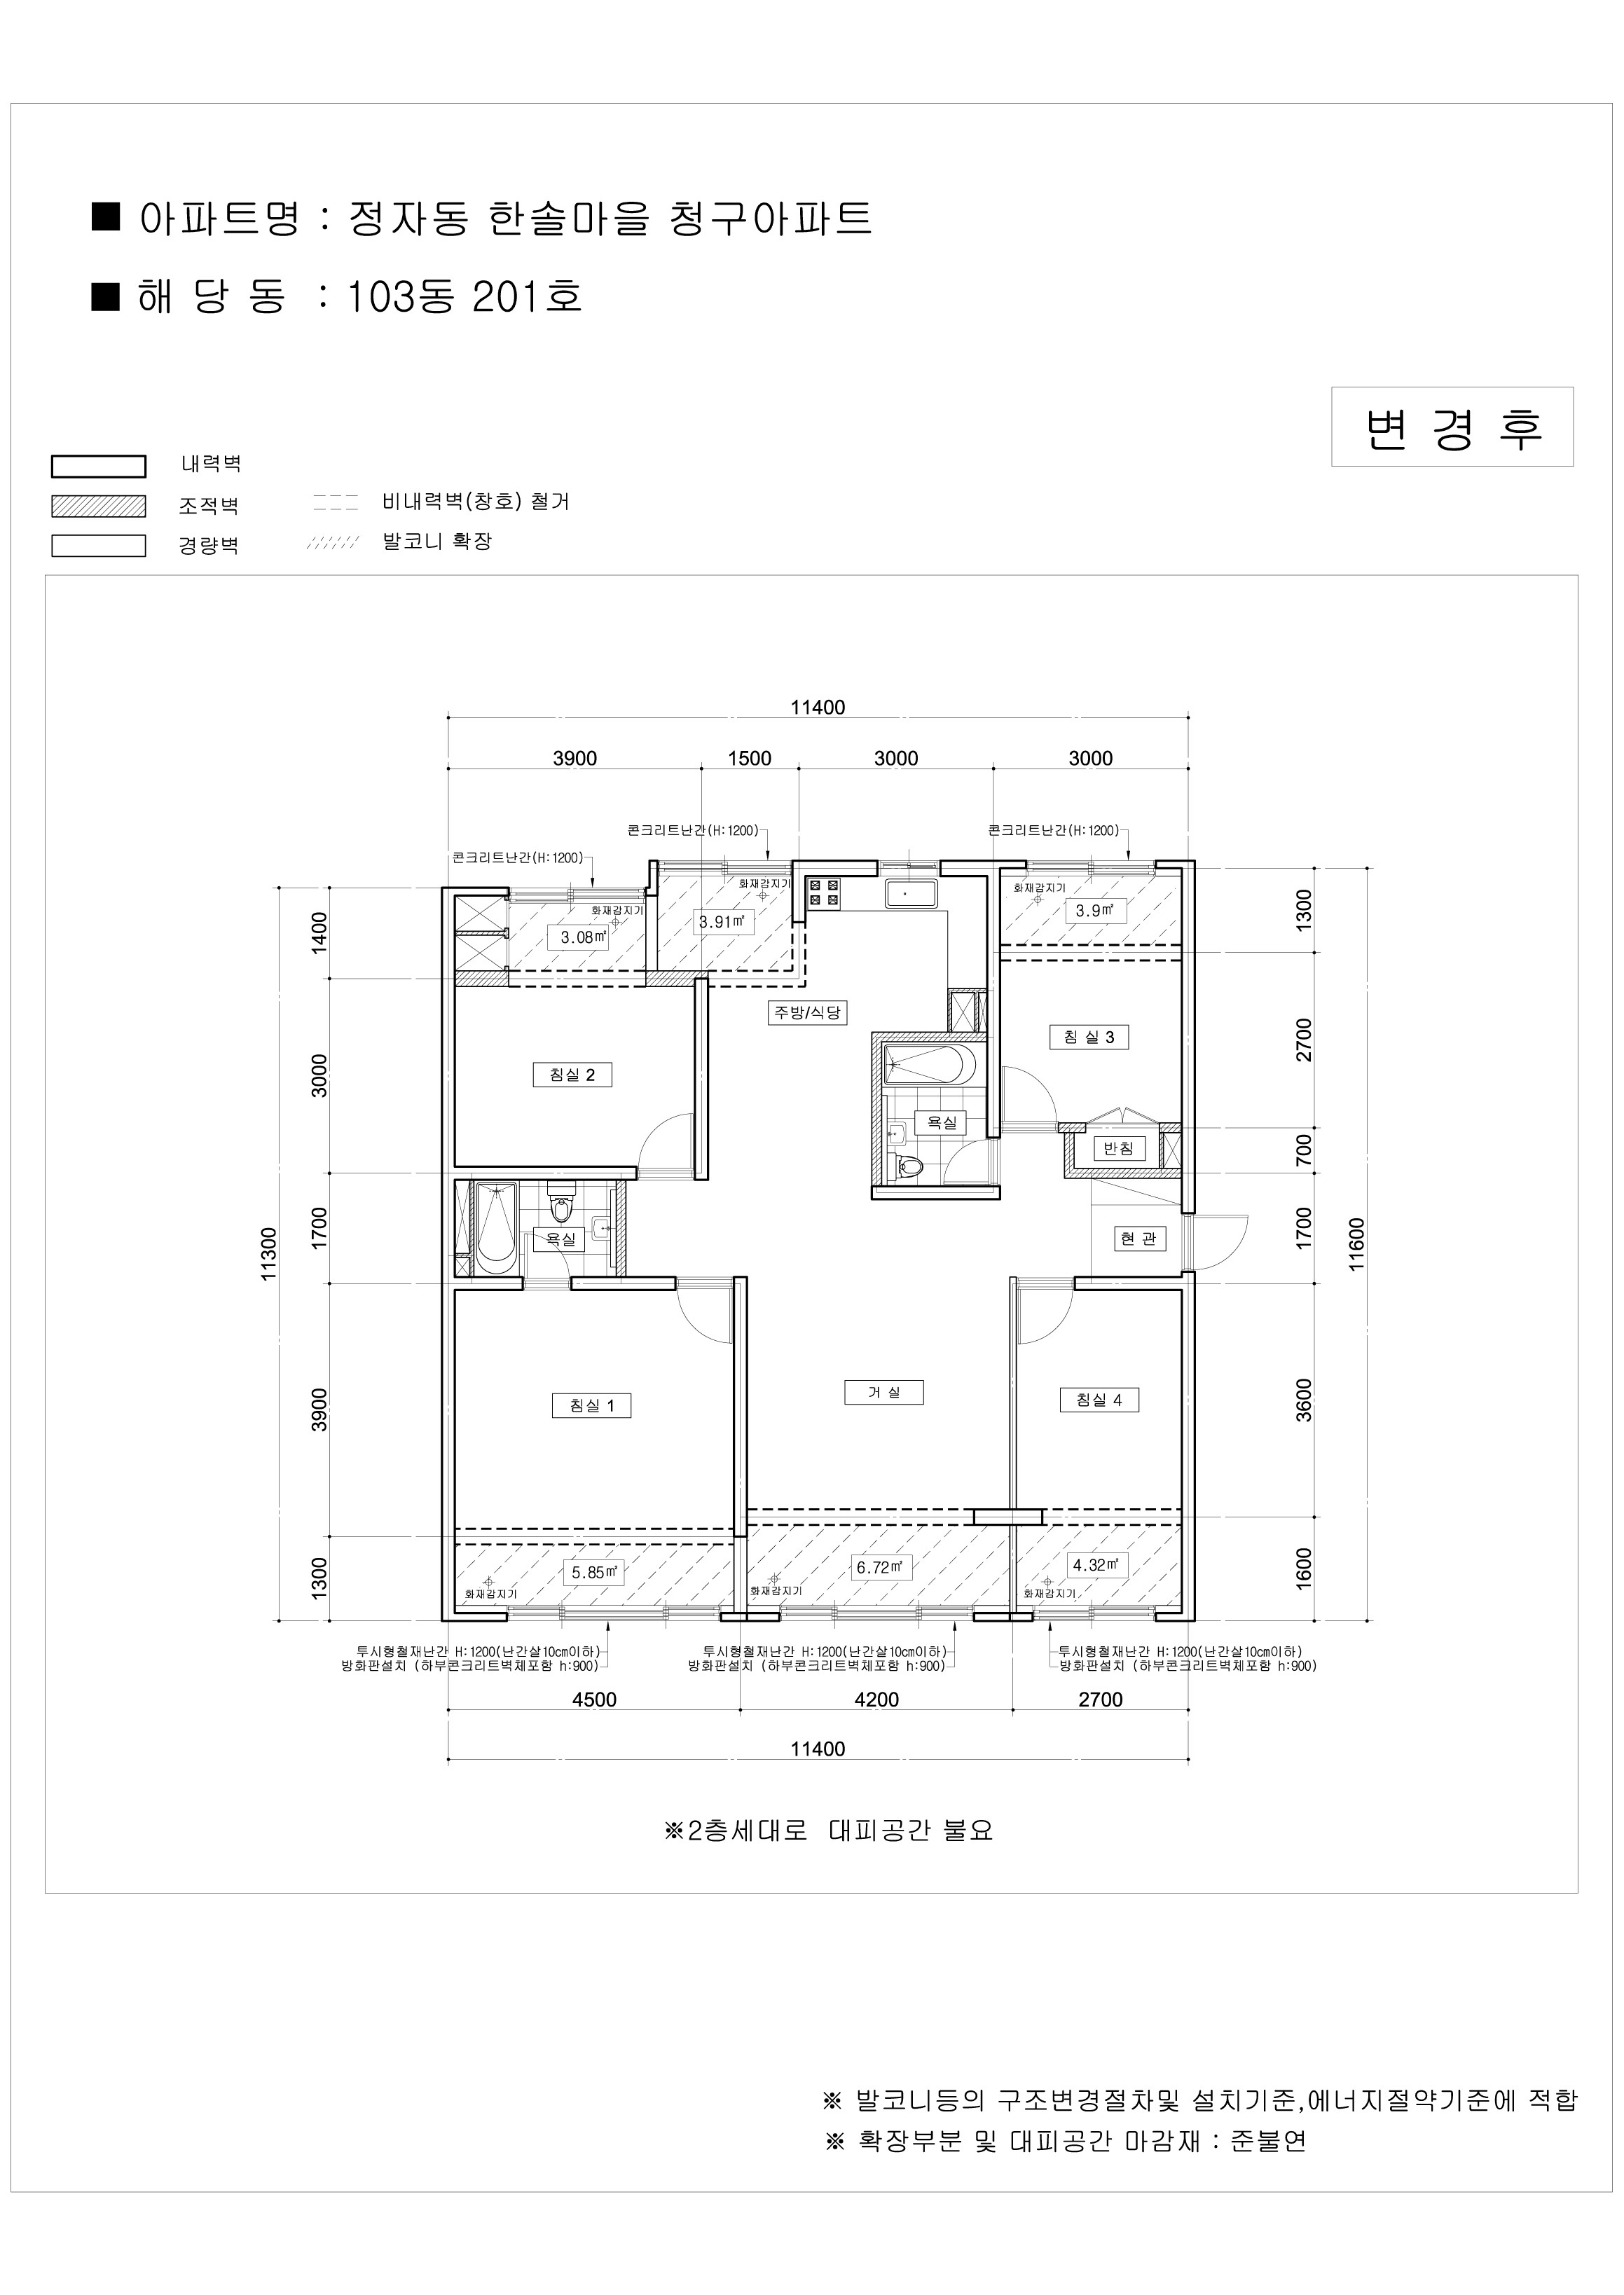 ■ 아파트명 : 정자동 한솔마을 청구아파트
■ 해 당 동 : 103동 201호
변 경 후
내력벽
조적벽
비내력벽(창호) 철거
경량벽
발코니 확장
11400
3900
1500
3000
3000
콘크리트난간(H:1200)
콘크리트난간(H:1200)
콘크리트난간(H:1200)
화재감지기
화재감지기
화재감지기
3.08㎡
3.91㎡
3.9㎡
1400
3000
1700
3900
1300
11300
1300
2700
700
1700
3600
1600
11600
주방/식당
침실 2
침 실 3
욕실
반침
욕실
현 관
침실 1
거 실
침실 4
5.85㎡
6.72㎡
4.32㎡
화재감지기
화재감지기
화재감지기
투시형철재난간 H:1200(난간살10㎝이하)
방화판설치 (하부콘크리트벽체포함 h:900)
투시형철재난간 H:1200(난간살10㎝이하)
방화판설치 (하부콘크리트벽체포함 h:900)
투시형철재난간 H:1200(난간살10㎝이하)
방화판설치 (하부콘크리트벽체포함 h:900)
4500
4200
2700
11400
※2층세대로 대피공간 불요
※ 발코니등의 구조변경절차및 설치기준,에너지절약기준에 적합
※ 확장부분 및 대피공간 마감재 : 준불연